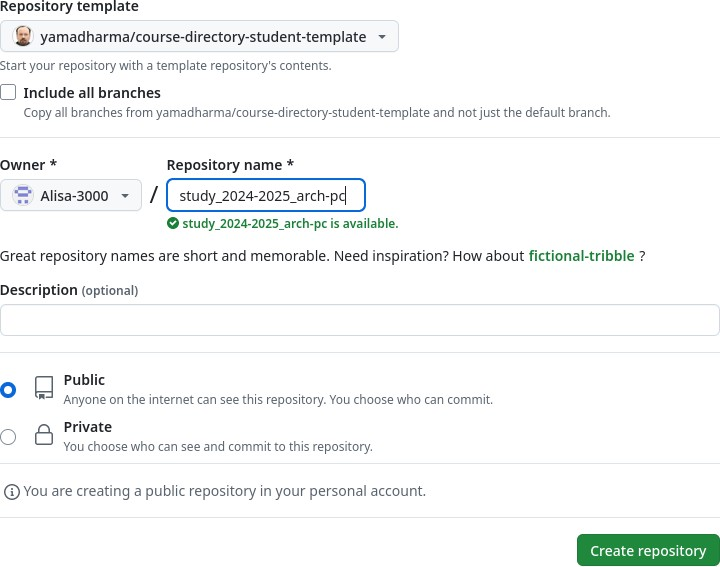 Repository template
yamadharma/course-directory-student-template
Start your repository with a template repository's contents.
Include all branches
Copy all branches from yamadharma/course-directory-student-template and not just the default branch.
Owner * Repository name *
Alisa-3000 / study_2024-2025_arch-pc
study_2024-2025_arch-pc is available.
Great repository names are short and memorable. Need inspiration? How about fictional-tribble ?
Description (optional)
Public
Anyone on the internet can see this repository. You choose who can commit.
Private
You choose who can see and commit to this repository.
You are creating a public repository in your personal account.
Create repository